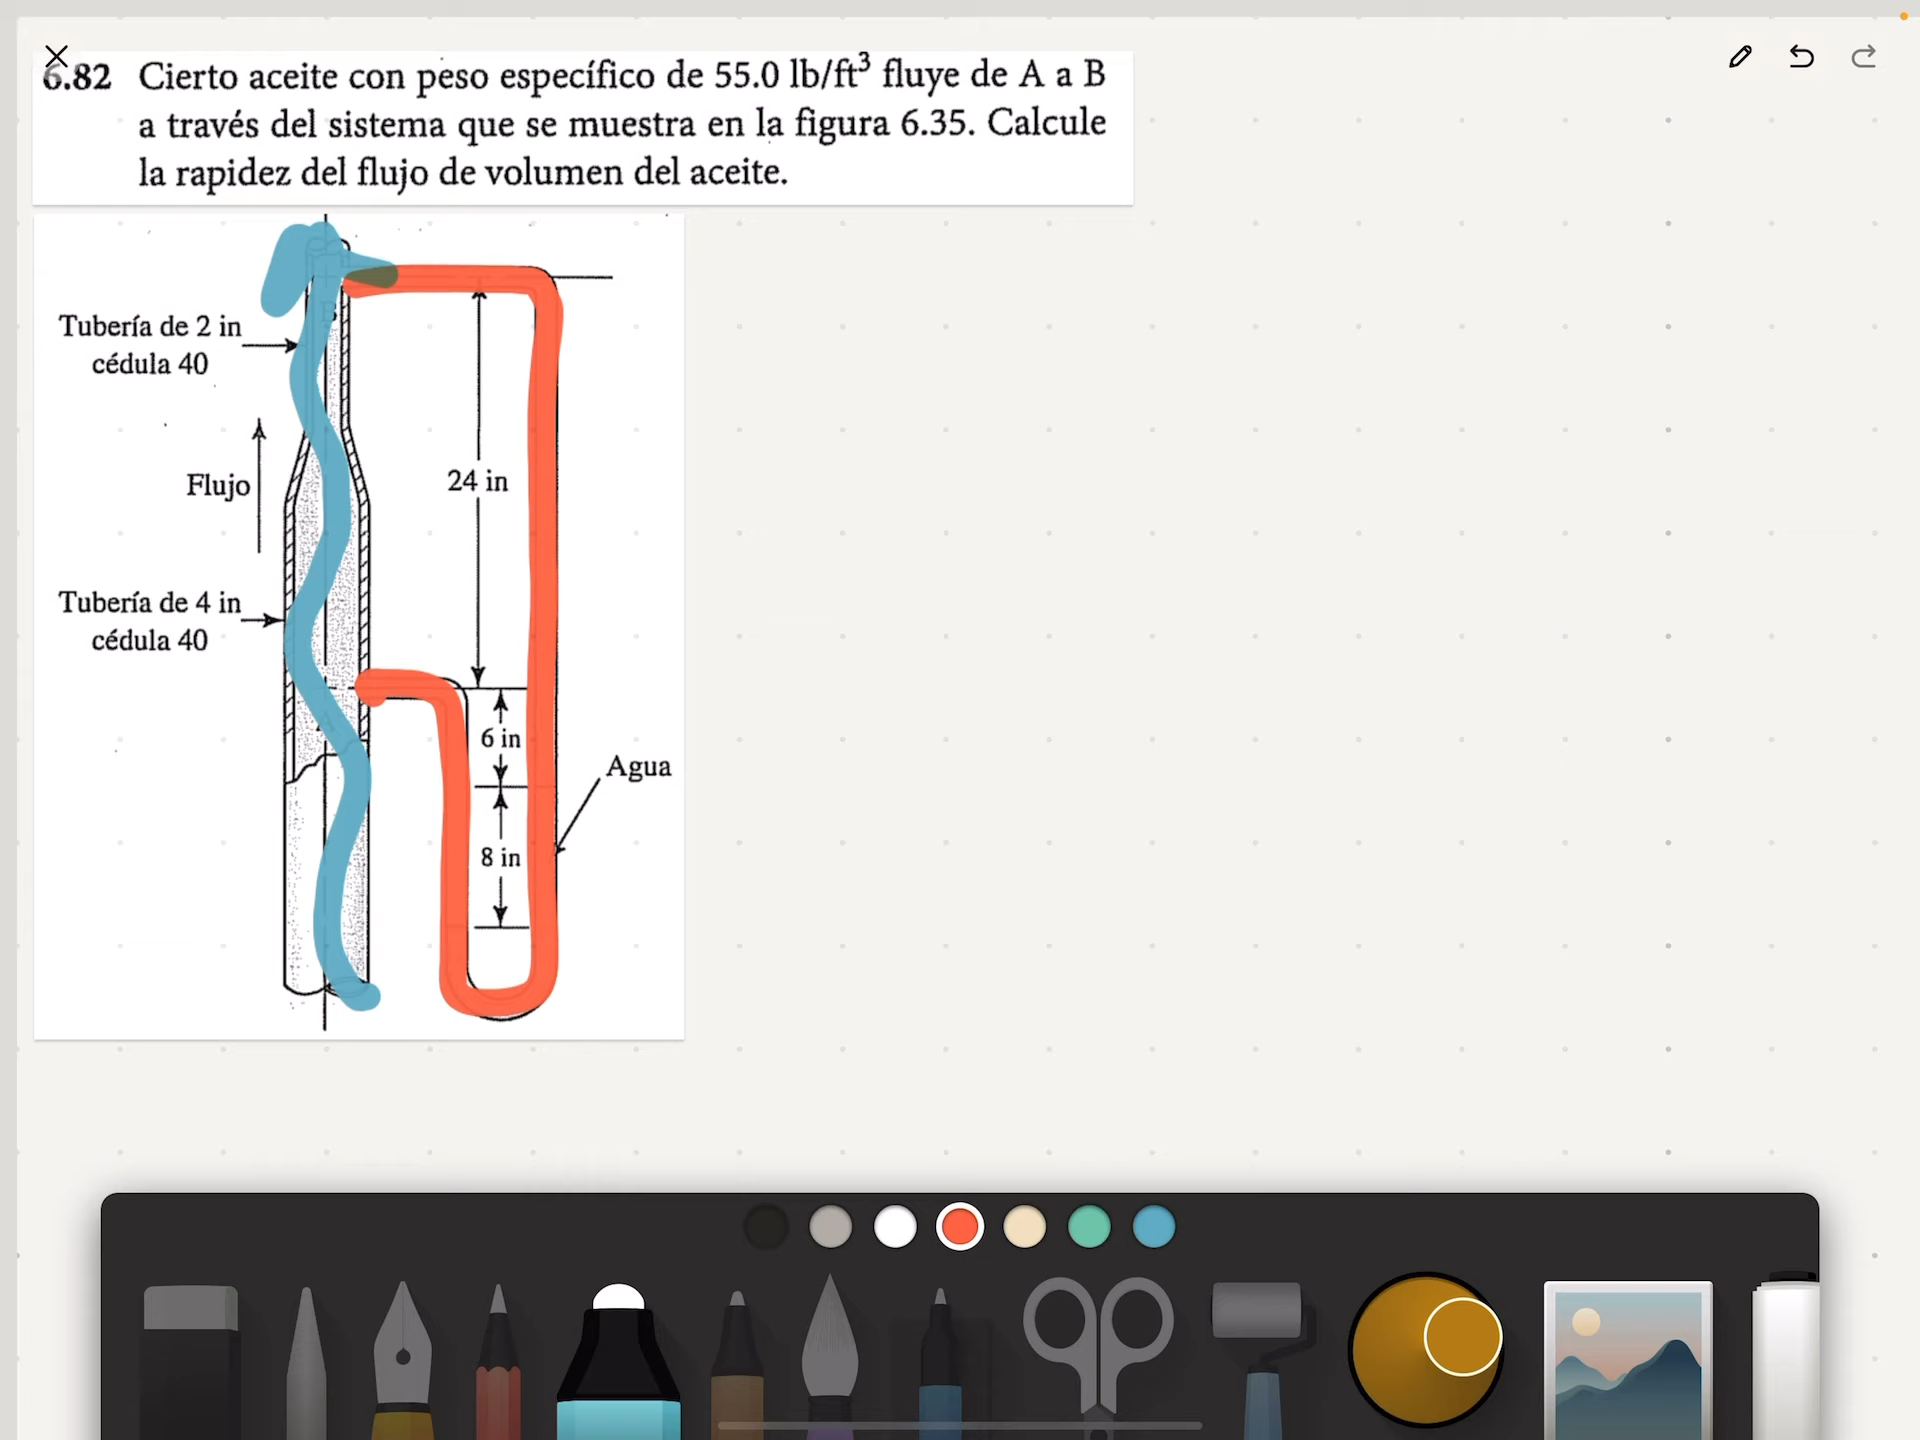 6.82 Cierto aceite con peso específico de 55.0 lb/ft³ fluye de A a B
a través del sistema que se muestra en la figura 6.35. Calcule
la rapidez del flujo de volumen del aceite.
B
Tubería de 2 in
cédula 40
24 in
Flujo
Tubería de 4 in
cédula 40
A
6 in
Agua
8 in